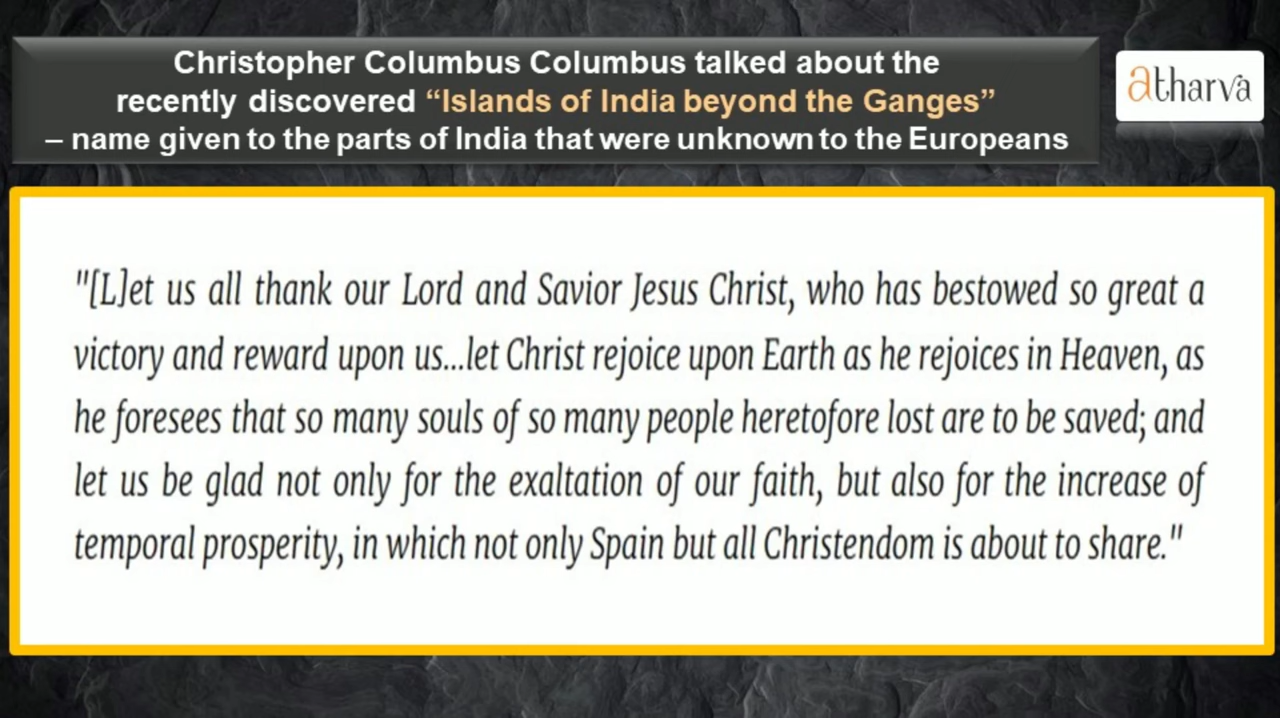 Christopher Columbus Columbus talked about the
recently discovered “Islands of India beyond the Ganges”
– name given to the parts of India that were unknown to the Europeans
atharva
"[L]et us all thank our Lord and Savior Jesus Christ, who has bestowed so great a
victory and reward upon us...let Christ rejoice upon Earth as he rejoices in Heaven, as
he foresees that so many souls of so many people heretofore lost are to be saved; and
let us be glad not only for the exaltation of our faith, but also for the increase of
temporal prosperity, in which not only Spain but all Christendom is about to share."